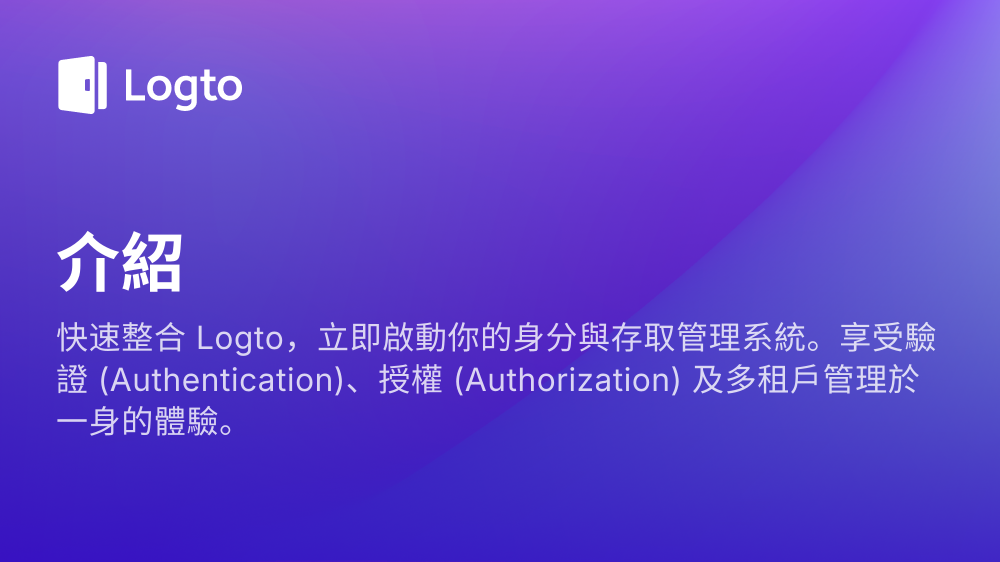 Logto
介紹
快速整合 Logto，立即啟動你的身分與存取管理系統。享受驗
證 (Authentication)、授權 (Authorization) 及多租戶管理於
一身的體驗。